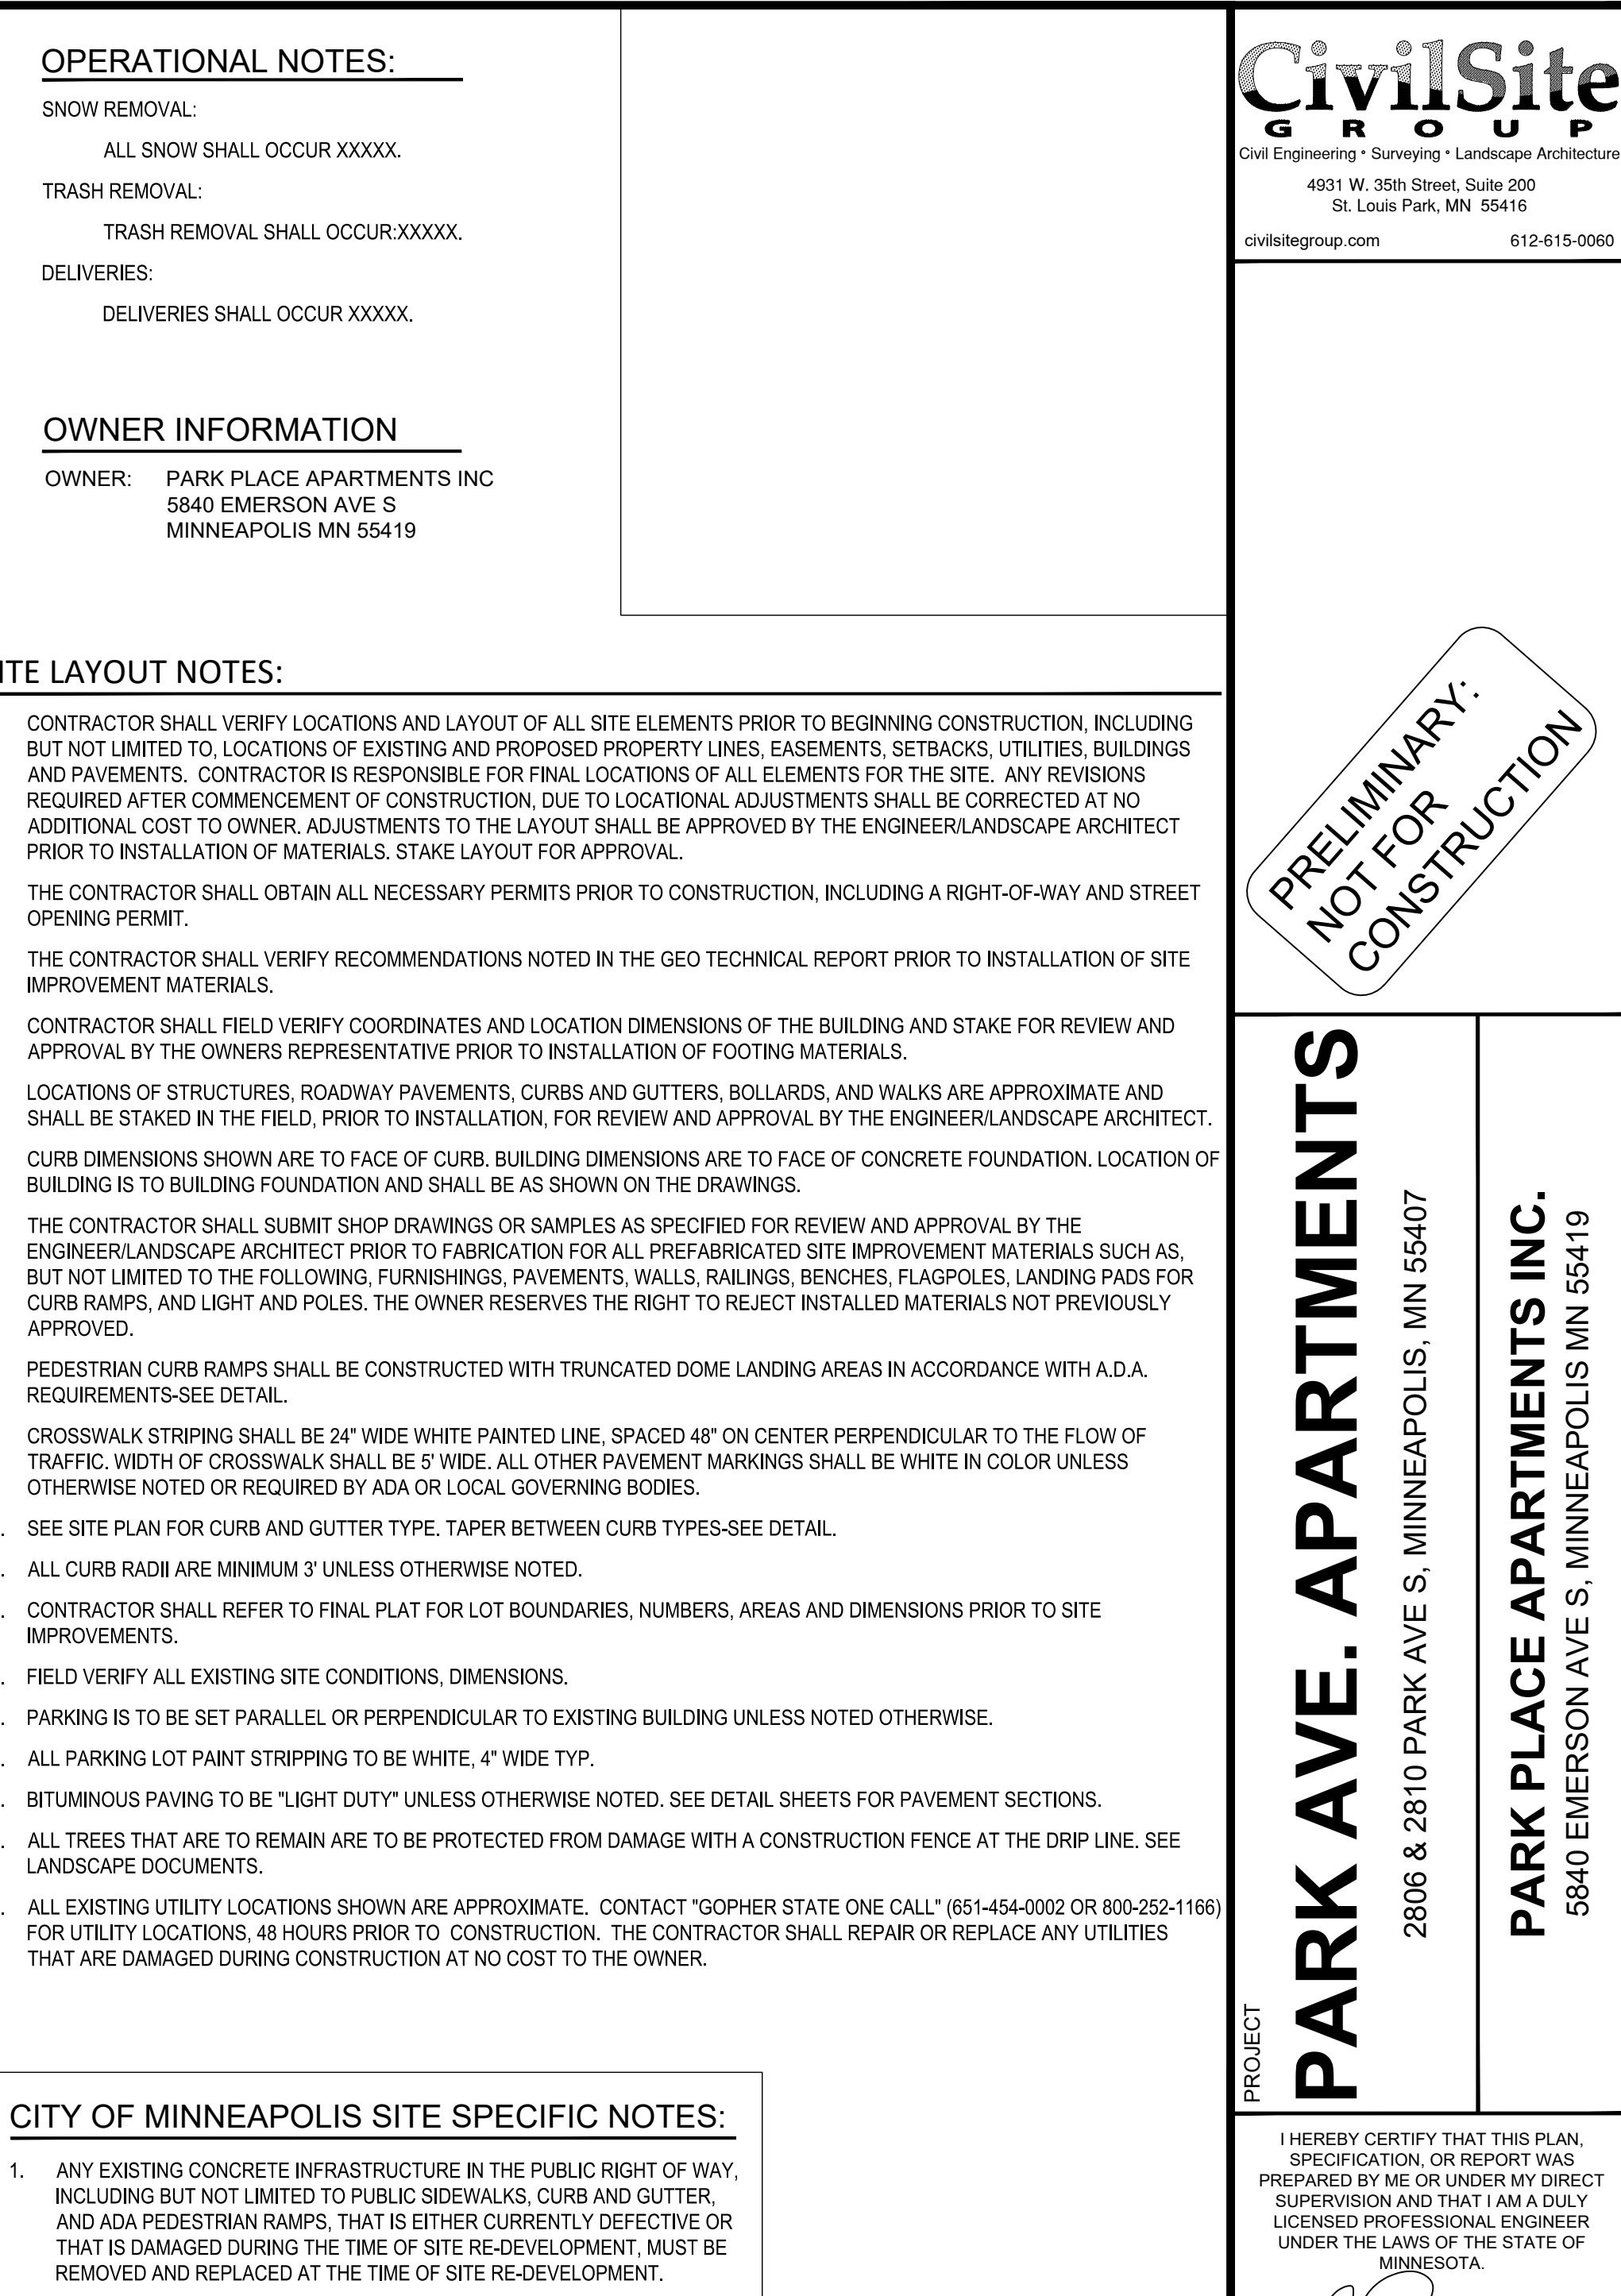 OPERATIONAL NOTES:
SNOW REMOVAL:
ALL SNOW SHALL OCCUR XXXXX.
TRASH REMOVAL:
TRASH REMOVAL SHALL OCCUR:XXXXX.
DELIVERIES:
DELIVERIES SHALL OCCUR XXXXX.
OWNER INFORMATION
OWNER: PARK PLACE APARTMENTS INC
5840 EMERSON AVE S
MINNEAPOLIS MN 55419
ITE LAYOUT NOTES:
CONTRACTOR SHALL VERIFY LOCATIONS AND LAYOUT OF ALL SITE ELEMENTS PRIOR TO BEGINNING CONSTRUCTION, INCLUDING
BUT NOT LIMITED TO, LOCATIONS OF EXISTING AND PROPOSED PROPERTY LINES, EASEMENTS, SETBACKS, UTILITIES, BUILDINGS
AND PAVEMENTS. CONTRACTOR IS RESPONSIBLE FOR FINAL LOCATIONS OF ALL ELEMENTS FOR THE SITE. ANY REVISIONS
REQUIRED AFTER COMMENCEMENT OF CONSTRUCTION, DUE TO LOCATIONAL ADJUSTMENTS SHALL BE CORRECTED AT NO
ADDITIONAL COST TO OWNER. ADJUSTMENTS TO THE LAYOUT SHALL BE APPROVED BY THE ENGINEER/LANDSCAPE ARCHITECT
PRIOR TO INSTALLATION OF MATERIALS. STAKE LAYOUT FOR APPROVAL.
THE CONTRACTOR SHALL OBTAIN ALL NECESSARY PERMITS PRIOR TO CONSTRUCTION, INCLUDING A RIGHT-OF-WAY AND STREET
OPENING PERMIT.
THE CONTRACTOR SHALL VERIFY RECOMMENDATIONS NOTED IN THE GEO TECHNICAL REPORT PRIOR TO INSTALLATION OF SITE
IMPROVEMENT MATERIALS.
CONTRACTOR SHALL FIELD VERIFY COORDINATES AND LOCATION DIMENSIONS OF THE BUILDING AND STAKE FOR REVIEW AND
APPROVAL BY THE OWNERS REPRESENTATIVE PRIOR TO INSTALLATION OF FOOTING MATERIALS.
LOCATIONS OF STRUCTURES, ROADWAY PAVEMENTS, CURBS AND GUTTERS, BOLLARDS, AND WALKS ARE APPROXIMATE AND
SHALL BE STAKED IN THE FIELD, PRIOR TO INSTALLATION, FOR REVIEW AND APPROVAL BY THE ENGINEER/LANDSCAPE ARCHITECT.
CURB DIMENSIONS SHOWN ARE TO FACE OF CURB. BUILDING DIMENSIONS ARE TO FACE OF CONCRETE FOUNDATION. LOCATION OF
BUILDING IS TO BUILDING FOUNDATION AND SHALL BE AS SHOWN ON THE DRAWINGS.
THE CONTRACTOR SHALL SUBMIT SHOP DRAWINGS OR SAMPLES AS SPECIFIED FOR REVIEW AND APPROVAL BY THE
ENGINEER/LANDSCAPE ARCHITECT PRIOR TO FABRICATION FOR ALL PREFABRICATED SITE IMPROVEMENT MATERIALS SUCH AS,
BUT NOT LIMITED TO THE FOLLOWING, FURNISHINGS, PAVEMENTS, WALLS, RAILINGS, BENCHES, FLAGPOLES, LANDING PADS FOR
CURB RAMPS, AND LIGHT AND POLES. THE OWNER RESERVES THE RIGHT TO REJECT INSTALLED MATERIALS NOT PREVIOUSLY
APPROVED.
PEDESTRIAN CURB RAMPS SHALL BE CONSTRUCTED WITH TRUNCATED DOME LANDING AREAS IN ACCORDANCE WITH A.D.A.
REQUIREMENTS-SEE DETAIL.
CROSSWALK STRIPING SHALL BE 24" WIDE WHITE PAINTED LINE, SPACED 48" ON CENTER PERPENDICULAR TO THE FLOW OF
TRAFFIC. WIDTH OF CROSSWALK SHALL BE 5' WIDE. ALL OTHER PAVEMENT MARKINGS SHALL BE WHITE IN COLOR UNLESS
OTHERWISE NOTED OR REQUIRED BY ADA OR LOCAL GOVERNING BODIES.
. SEE SITE PLAN FOR CURB AND GUTTER TYPE. TAPER BETWEEN CURB TYPES-SEE DETAIL.
. ALL CURB RADII ARE MINIMUM 3' UNLESS OTHERWISE NOTED.
. CONTRACTOR SHALL REFER TO FINAL PLAT FOR LOT BOUNDARIES, NUMBERS, AREAS AND DIMENSIONS PRIOR TO SITE
IMPROVEMENTS.
. FIELD VERIFY ALL EXISTING SITE CONDITIONS, DIMENSIONS.
. PARKING IS TO BE SET PARALLEL OR PERPENDICULAR TO EXISTING BUILDING UNLESS NOTED OTHERWISE.
. ALL PARKING LOT PAINT STRIPPING TO BE WHITE, 4" WIDE TYP.
. BITUMINOUS PAVING TO BE "LIGHT DUTY" UNLESS OTHERWISE NOTED. SEE DETAIL SHEETS FOR PAVEMENT SECTIONS.
. ALL TREES THAT ARE TO REMAIN ARE TO BE PROTECTED FROM DAMAGE WITH A CONSTRUCTION FENCE AT THE DRIP LINE. SEE
LANDSCAPE DOCUMENTS.
. ALL EXISTING UTILITY LOCATIONS SHOWN ARE APPROXIMATE. CONTACT "GOPHER STATE ONE CALL" (651-454-0002 OR 800-252-1166)
FOR UTILITY LOCATIONS, 48 HOURS PRIOR TO CONSTRUCTION. THE CONTRACTOR SHALL REPAIR OR REPLACE ANY UTILITIES
THAT ARE DAMAGED DURING CONSTRUCTION AT NO COST TO THE OWNER.
CITY OF MINNEAPOLIS SITE SPECIFIC NOTES:
1. ANY EXISTING CONCRETE INFRASTRUCTURE IN THE PUBLIC RIGHT OF WAY,
INCLUDING BUT NOT LIMITED TO PUBLIC SIDEWALKS, CURB AND GUTTER,
AND ADA PEDESTRIAN RAMPS, THAT IS EITHER CURRENTLY DEFECTIVE OR
THAT IS DAMAGED DURING THE TIME OF SITE RE-DEVELOPMENT, MUST BE
REMOVED AND REPLACED AT THE TIME OF SITE RE-DEVELOPMENT.
CivilSite
GROUP
Civil Engineering • Surveying • Landscape Architecture
4931 W. 35th Street, Suite 200
St. Louis Park, MN 55416
civilsitegroup.com 612-615-0060
PRELIMINARY:
NOT FOR
CONSTRUCTION
PROJECT
PARK AVE. APARTMENTS
2806 & 2810 PARK AVE S, MINNEAPOLIS, MN 55407
PARK PLACE APARTMENTS INC.
5840 EMERSON AVE S, MINNEAPOLIS MN 55419
I HEREBY CERTIFY THAT THIS PLAN,
SPECIFICATION, OR REPORT WAS
PREPARED BY ME OR UNDER MY DIRECT
SUPERVISION AND THAT I AM A DULY
LICENSED PROFESSIONAL ENGINEER
UNDER THE LAWS OF THE STATE OF
MINNESOTA.